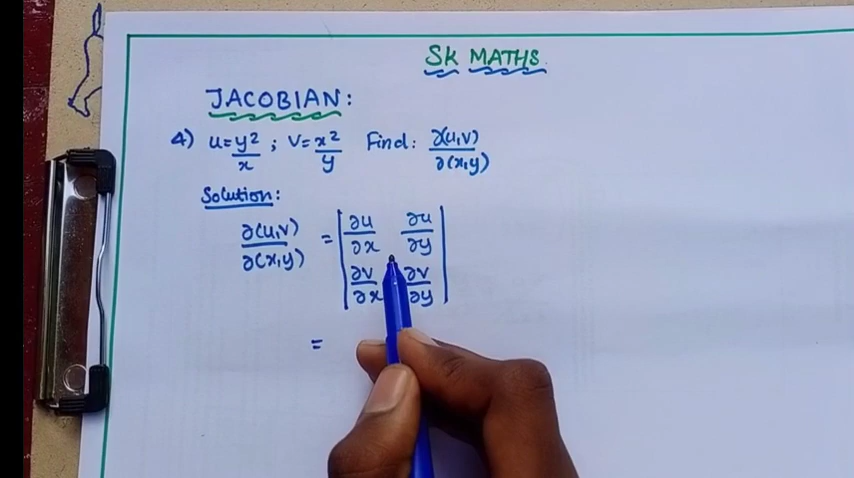 SK MATHS.
JACOBIAN:
4) u=y²/x ; v=x²/y Find: ∂(u,v)/∂(x,y)
Solution:
∂(u,v)/∂(x,y) = | ∂u/∂x ∂u/∂y |
| ∂v/∂x ∂v/∂y |
=